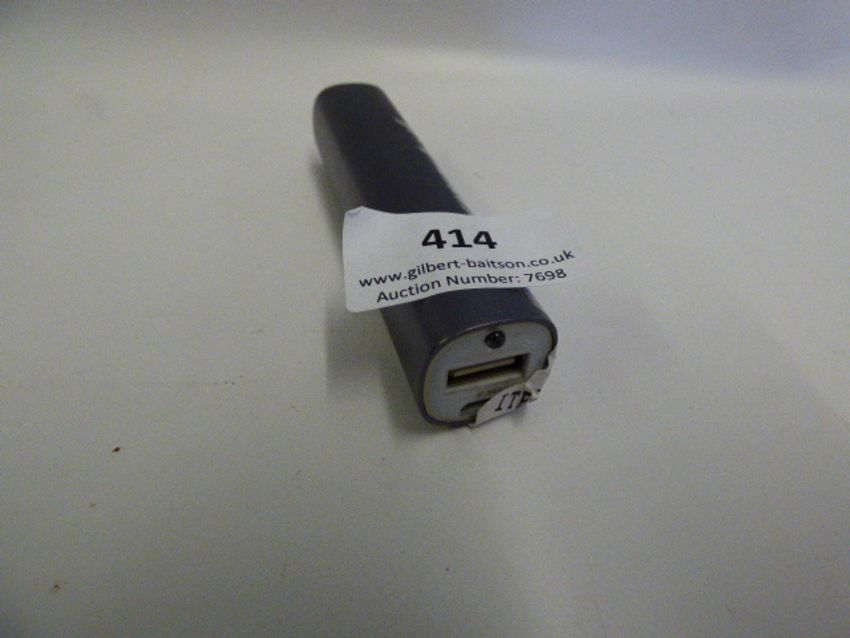 414
www.gilbert-baitson.co.uk
Auction Number: 7698